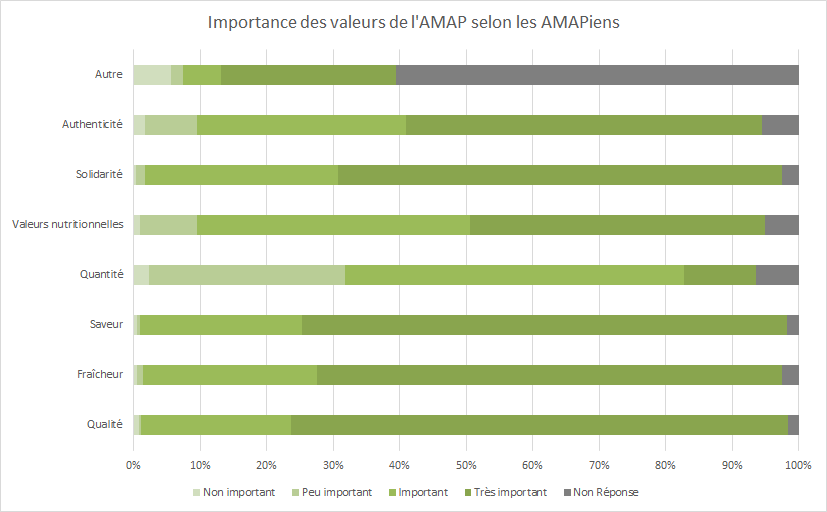 Importance des valeurs de l'AMAP selon les AMAPiens
Autre
Authenticité
Solidarité
Valeurs nutritionnelles
Quantité
Saveur
Fraîcheur
Qualité
0% 10% 20% 30% 40% 50% 60% 70% 80% 90% 100%
Non important Peu important Important Très important Non Réponse